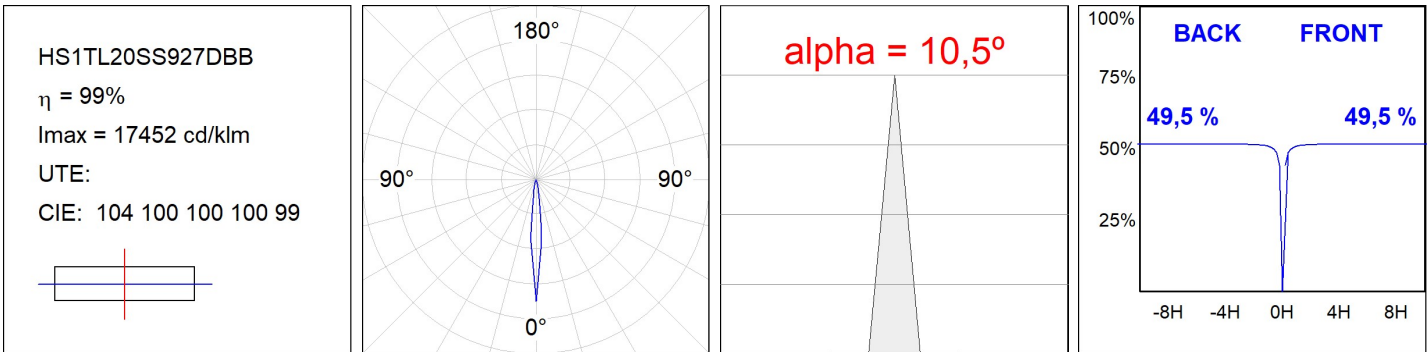 HS1TL20SS927DBB
η = 99%
Imax = 17452 cd/klm
UTE:
CIE: 104 100 100 100 99
180°
90° 90°
0°
alpha = 10,5º
100%
BACK FRONT
75%
49,5 % 49,5 %
50%
25%
-8H -4H 0H 4H 8H